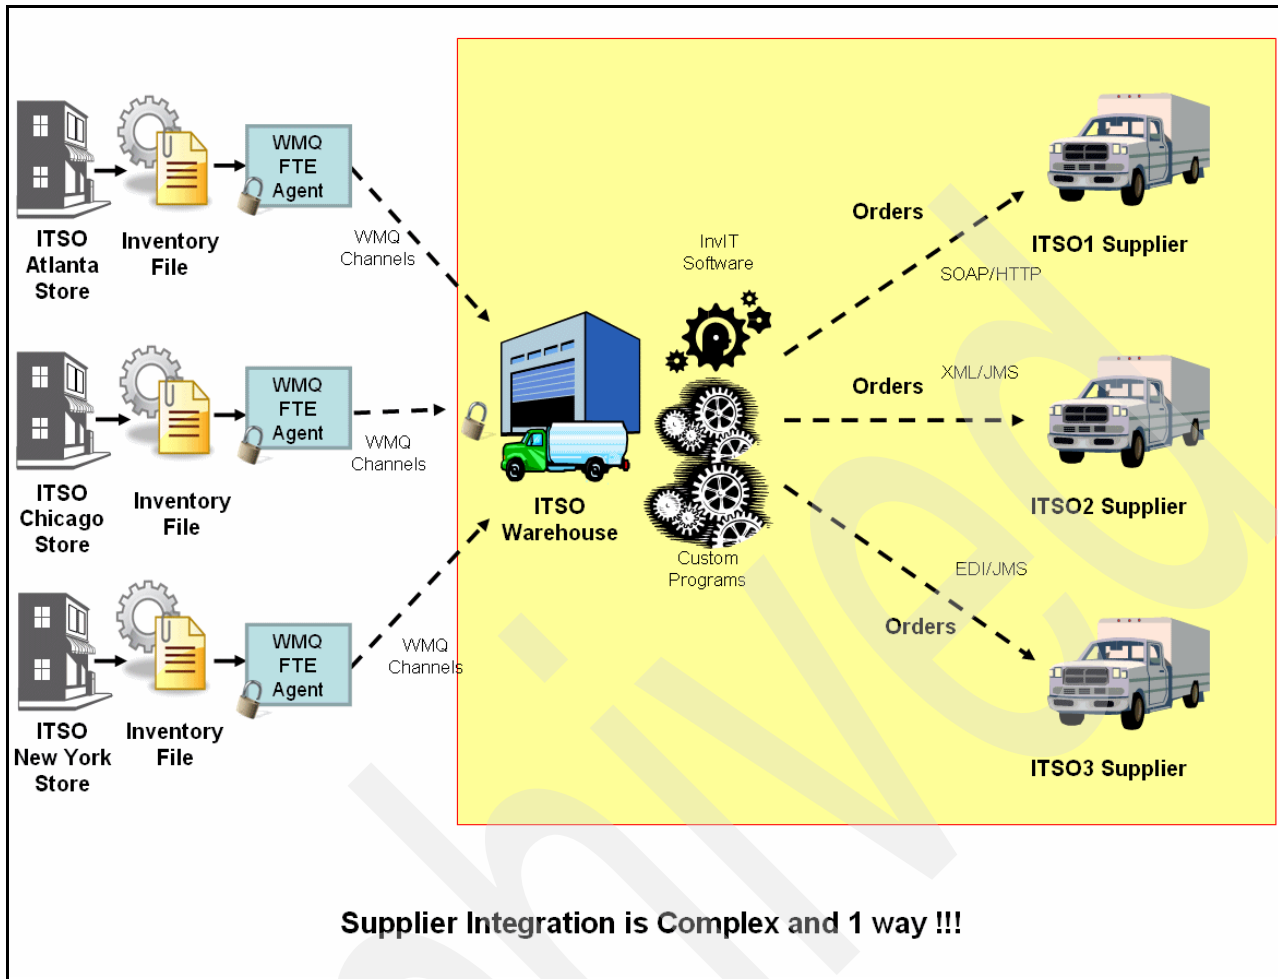 ITSO
Atlanta
Store
Inventory
File
WMQ
FTE
Agent
WMQ
Channels
ITSO
Chicago
Store
Inventory
File
WMQ
FTE
Agent
WMQ
Channels
ITSO
New York
Store
Inventory
File
WMQ
FTE
Agent
WMQ
Channels
ITSO
Warehouse
InvIT
Software
Custom
Programs
Orders
SOAP/HTTP
ITSO1 Supplier
Orders
XML/JMS
ITSO2 Supplier
EDI/JMS
Orders
ITSO3 Supplier
Supplier Integration is Complex and 1 way !!!